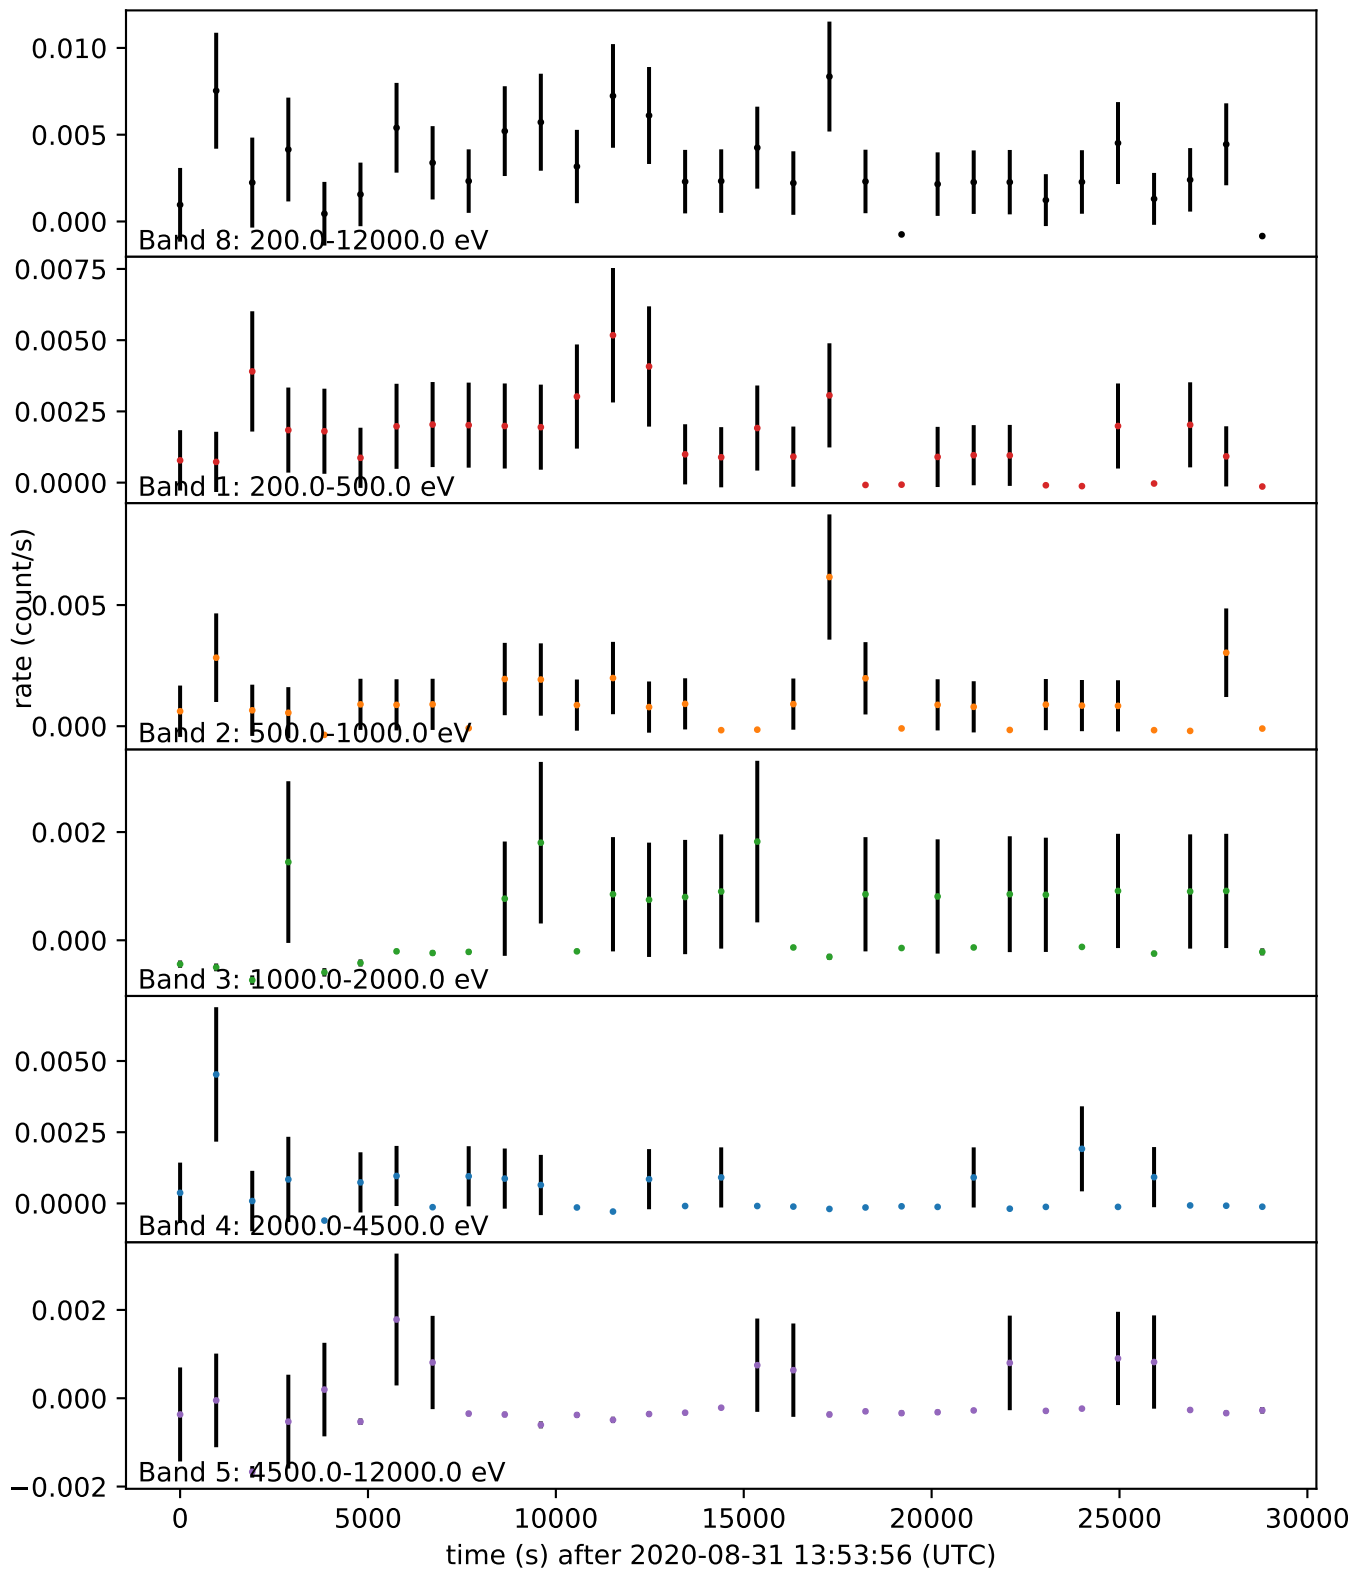 0.010
0.005
0.000
Band 8: 200.0-12000.0 eV
0.0075
0.0050
0.0025
0.0000
Band 1: 200.0-500.0 eV
rate (count/s)
0.005
0.000
Band 2: 500.0-1000.0 eV
0.002
0.000
Band 3: 1000.0-2000.0 eV
0.0050
0.0025
0.0000
Band 4: 2000.0-4500.0 eV
0.002
0.000
−0.002
Band 5: 4500.0-12000.0 eV
0 5000 10000 15000 20000 25000 30000
time (s) after 2020-08-31 13:53:56 (UTC)